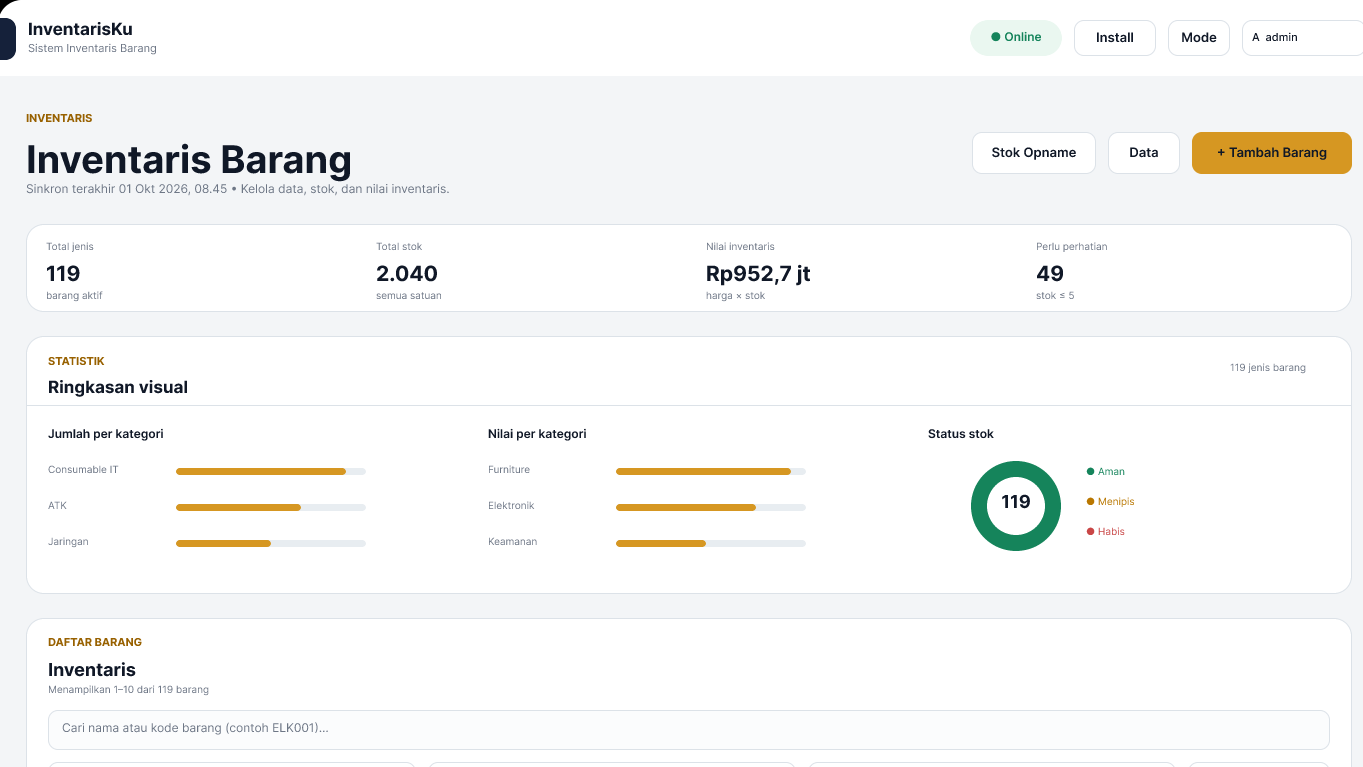 InventarisKu
Sistem Inventaris Barang
Online
Install
Mode
A admin
INVENTARIS
Inventaris Barang
Sinkron terakhir 01 Okt 2026, 08.45 • Kelola data, stok, dan nilai inventaris.
Stok Opname
Data
+ Tambah Barang
Total jenis
119
barang aktif
Total stok
2.040
semua satuan
Nilai inventaris
Rp952,7 jt
harga × stok
Perlu perhatian
49
stok ≤ 5
STATISTIK
Ringkasan visual
119 jenis barang
Jumlah per kategori
Consumable IT
ATK
Jaringan
Nilai per kategori
Furniture
Elektronik
Keamanan
Status stok
119
Aman
Menipis
Habis
DAFTAR BARANG
Inventaris
Menampilkan 1–10 dari 119 barang
Cari nama atau kode barang (contoh ELK001)...